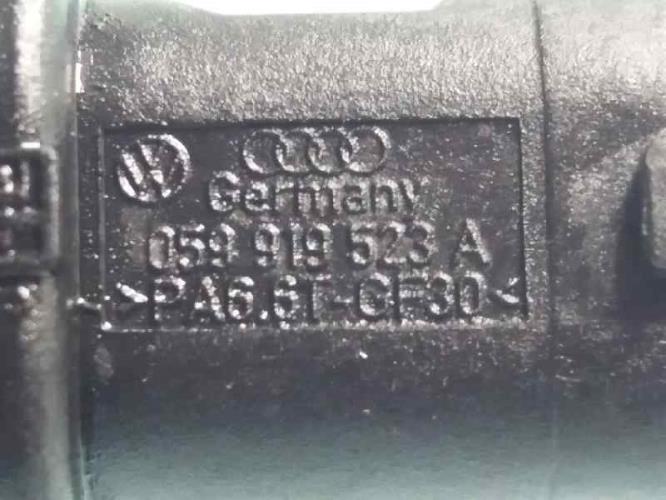 Germany
059 919 523 A
>PA6.6T-GF30<